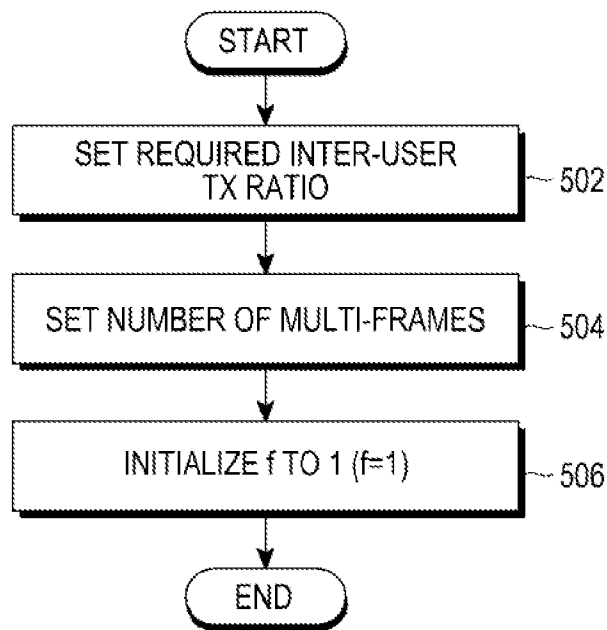 START
SET REQUIRED INTER-USER
TX RATIO
502
SET NUMBER OF MULTI-FRAMES
504
INITIALIZE f TO 1 (f=1)
506
END